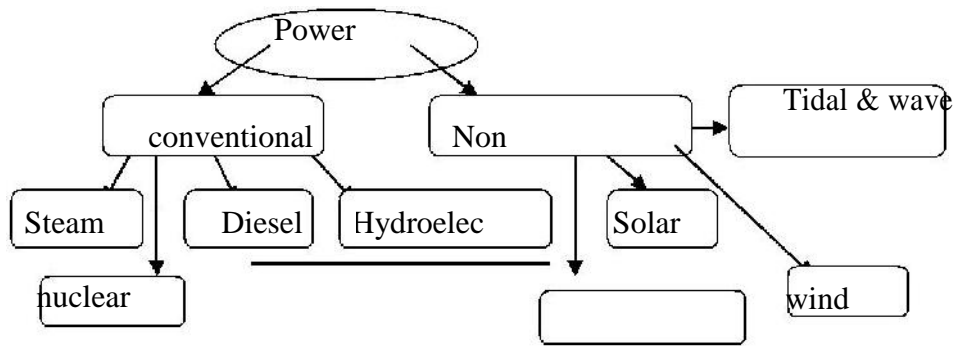 Power
Tidal & wave
conventional
Non
Steam
Diesel
Hydroelec
Solar
nuclear
wind